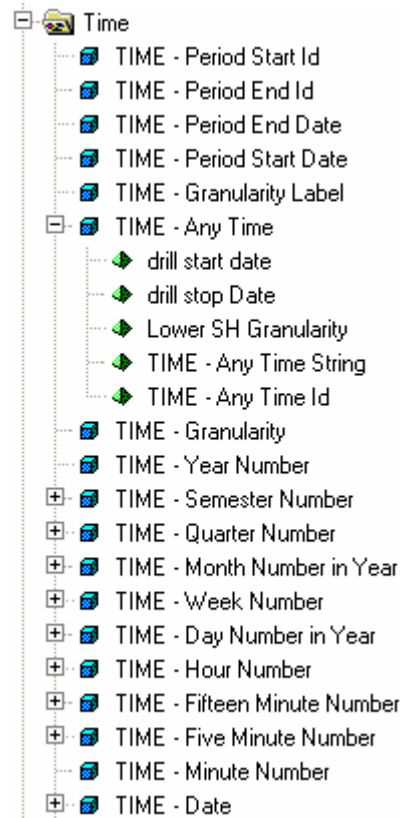 Time
TIME - Period Start Id
TIME - Period End Id
TIME - Period End Date
TIME - Period Start Date
TIME - Granularity Label
TIME - Any Time
drill start date
drill stop Date
Lower SH Granularity
TIME - Any Time String
TIME - Any Time Id
TIME - Granularity
TIME - Year Number
TIME - Semester Number
TIME - Quarter Number
TIME - Month Number in Year
TIME - Week Number
TIME - Day Number in Year
TIME - Hour Number
TIME - Fifteen Minute Number
TIME - Five Minute Number
TIME - Minute Number
TIME - Date